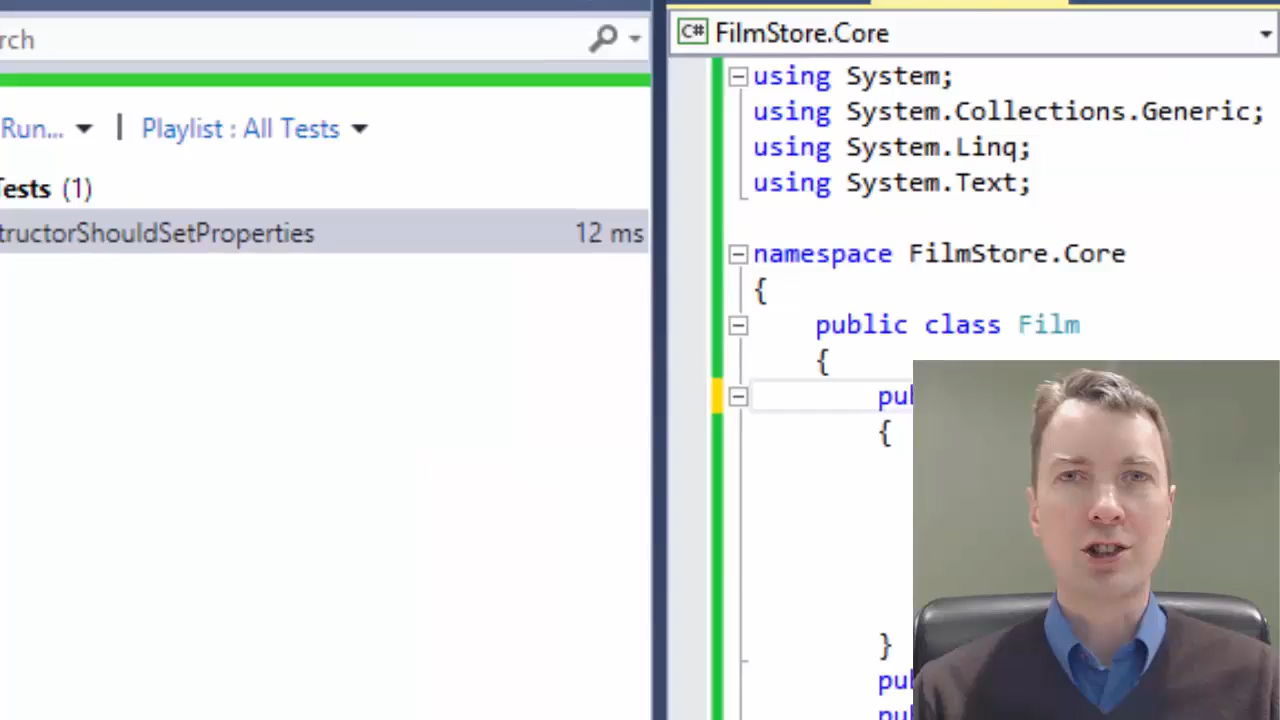 rch
Run... | Playlist : All Tests
Tests (1)
tructorShouldSetProperties 12 ms
C# FilmStore.Core
using System;
using System.Collections.Generic;
using System.Linq;
using System.Text;
namespace FilmStore.Core
{
public class Film
{
pub
{
}
pub
pub